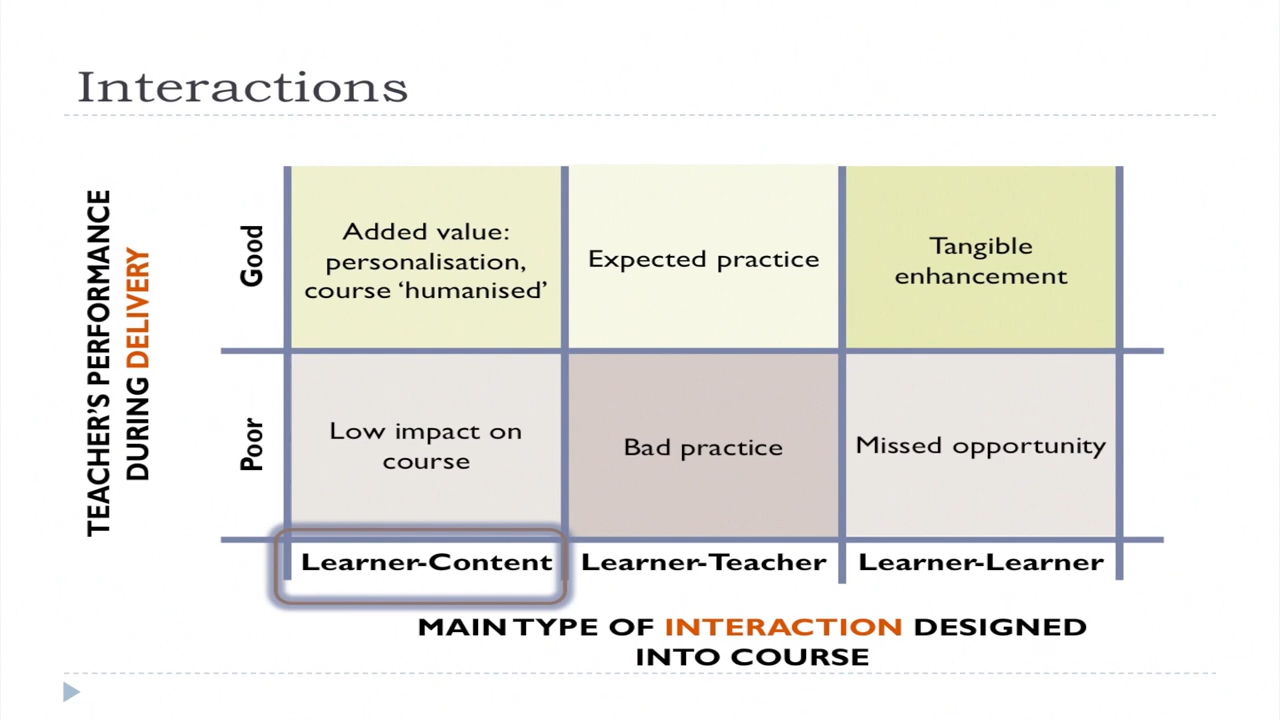 Interactions
TEACHER'S PERFORMANCE
DURING DELIVERY
Good
Added value:
personalisation,
course ‘humanised’
Expected practice
Tangible
enhancement
Poor
Low impact on
course
Bad practice
Missed opportunity
Learner-Content
Learner-Teacher
Learner-Learner
MAIN TYPE OF INTERACTION DESIGNED
INTO COURSE